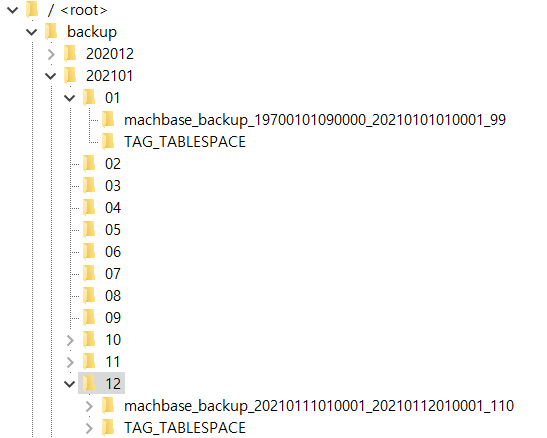 / <root>
backup
202012
202101
01
machbase_backup_19700101090000_20210101010001_99
TAG_TABLESPACE
02
03
04
05
06
07
08
09
10
11
12
machbase_backup_20210111010001_20210112010001_110
TAG_TABLESPACE